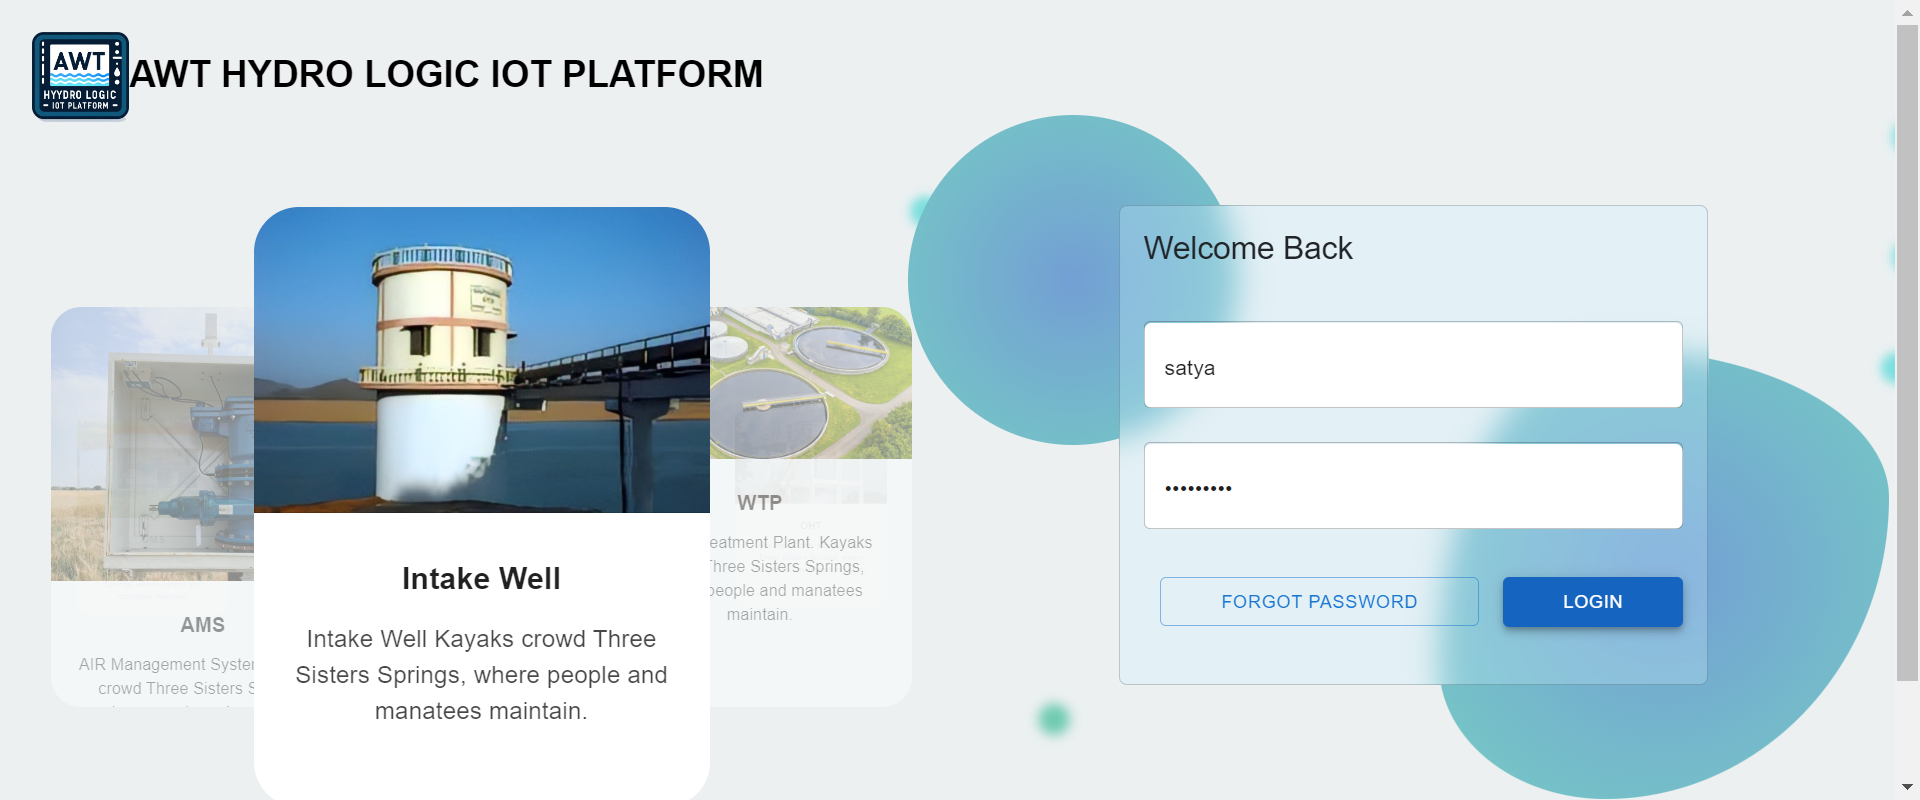 AWT
HYYDRO LOGIC
IOT PLATFORM
AWT HYDRO LOGIC IOT PLATFORM
Welcome Back
satya
•••••••••
FORGOT PASSWORD
LOGIN
AMS
AIR Management System
crowd Three Sisters S
Intake Well
Intake Well Kayaks crowd Three
Sisters Springs, where people and
manatees maintain.
WTP
OHT
eatment Plant. Kayaks
Three Sisters Springs,
people and manatees
maintain.